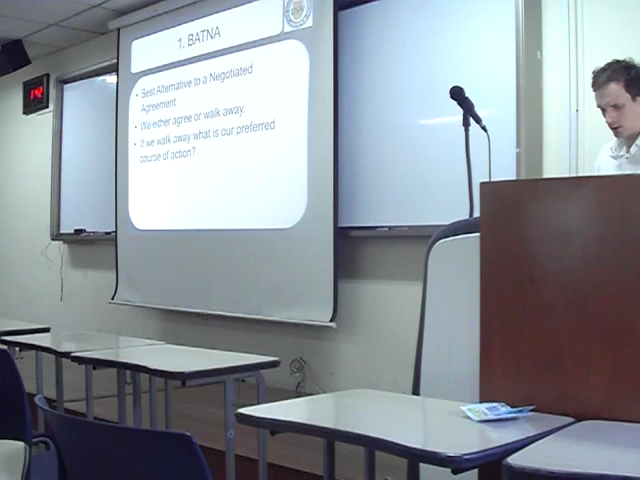 1. BATNA
• Best Alternative to a Negotiated
Agreement
• We either agree or walk away.
• If we walk away what is our preferred
course of action?